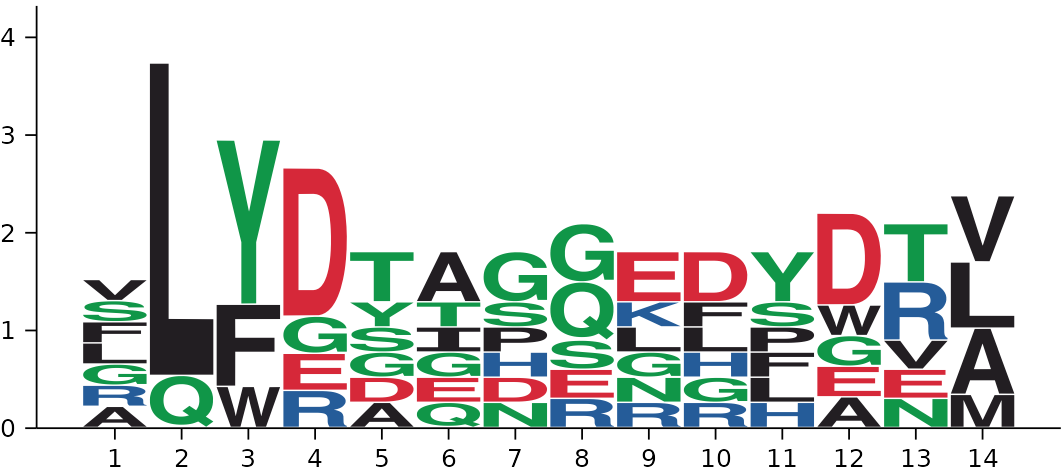 4
3
2
1
0
V S F L G R A
L Q
Y F W
D G E R
T Y S G D A
A T I G E Q
G S P H D N
G Q S E R
E K L G N R
D F L H G R
Y S P F L H
D W G E A
T R V E N
V L A M
1 2 3 4 5 6 7 8 9 10 11 12 13 14